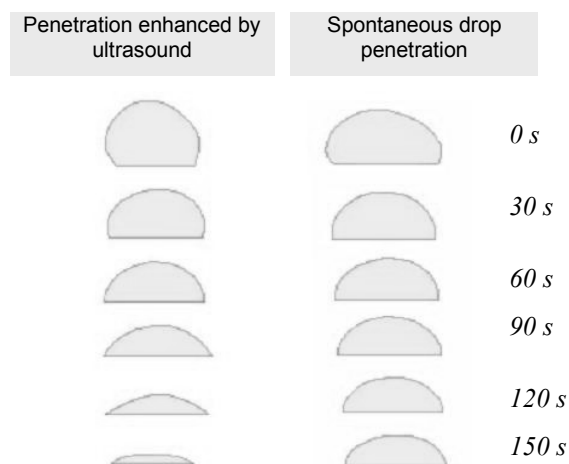 Penetration enhanced by
ultrasound
Spontaneous drop
penetration
0 s
30 s
60 s
90 s
120 s
150 s